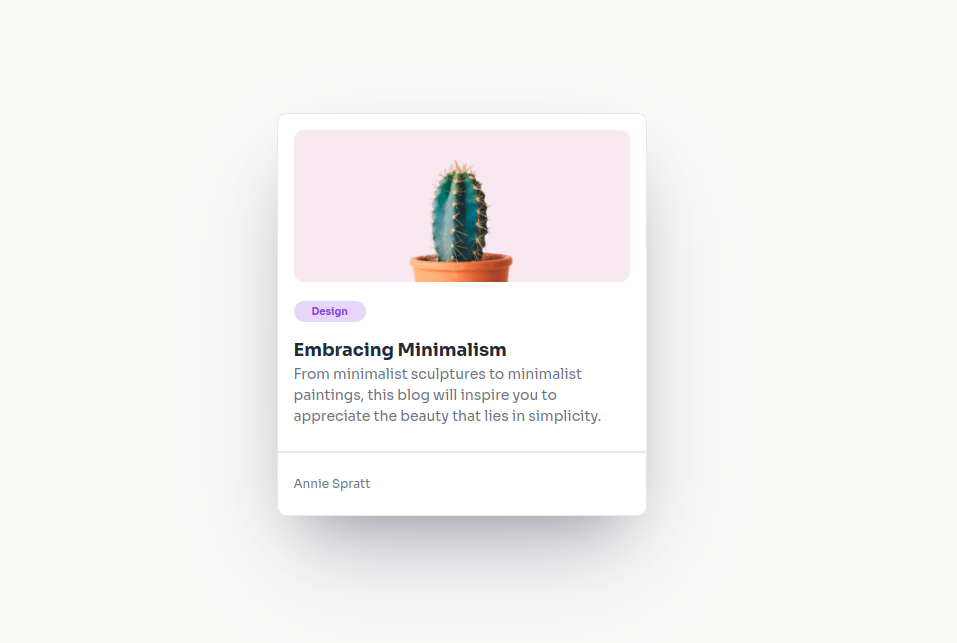 Design
Embracing Minimalism
From minimalist sculptures to minimalist
paintings, this blog will inspire you to
appreciate the beauty that lies in simplicity.
Annie Spratt